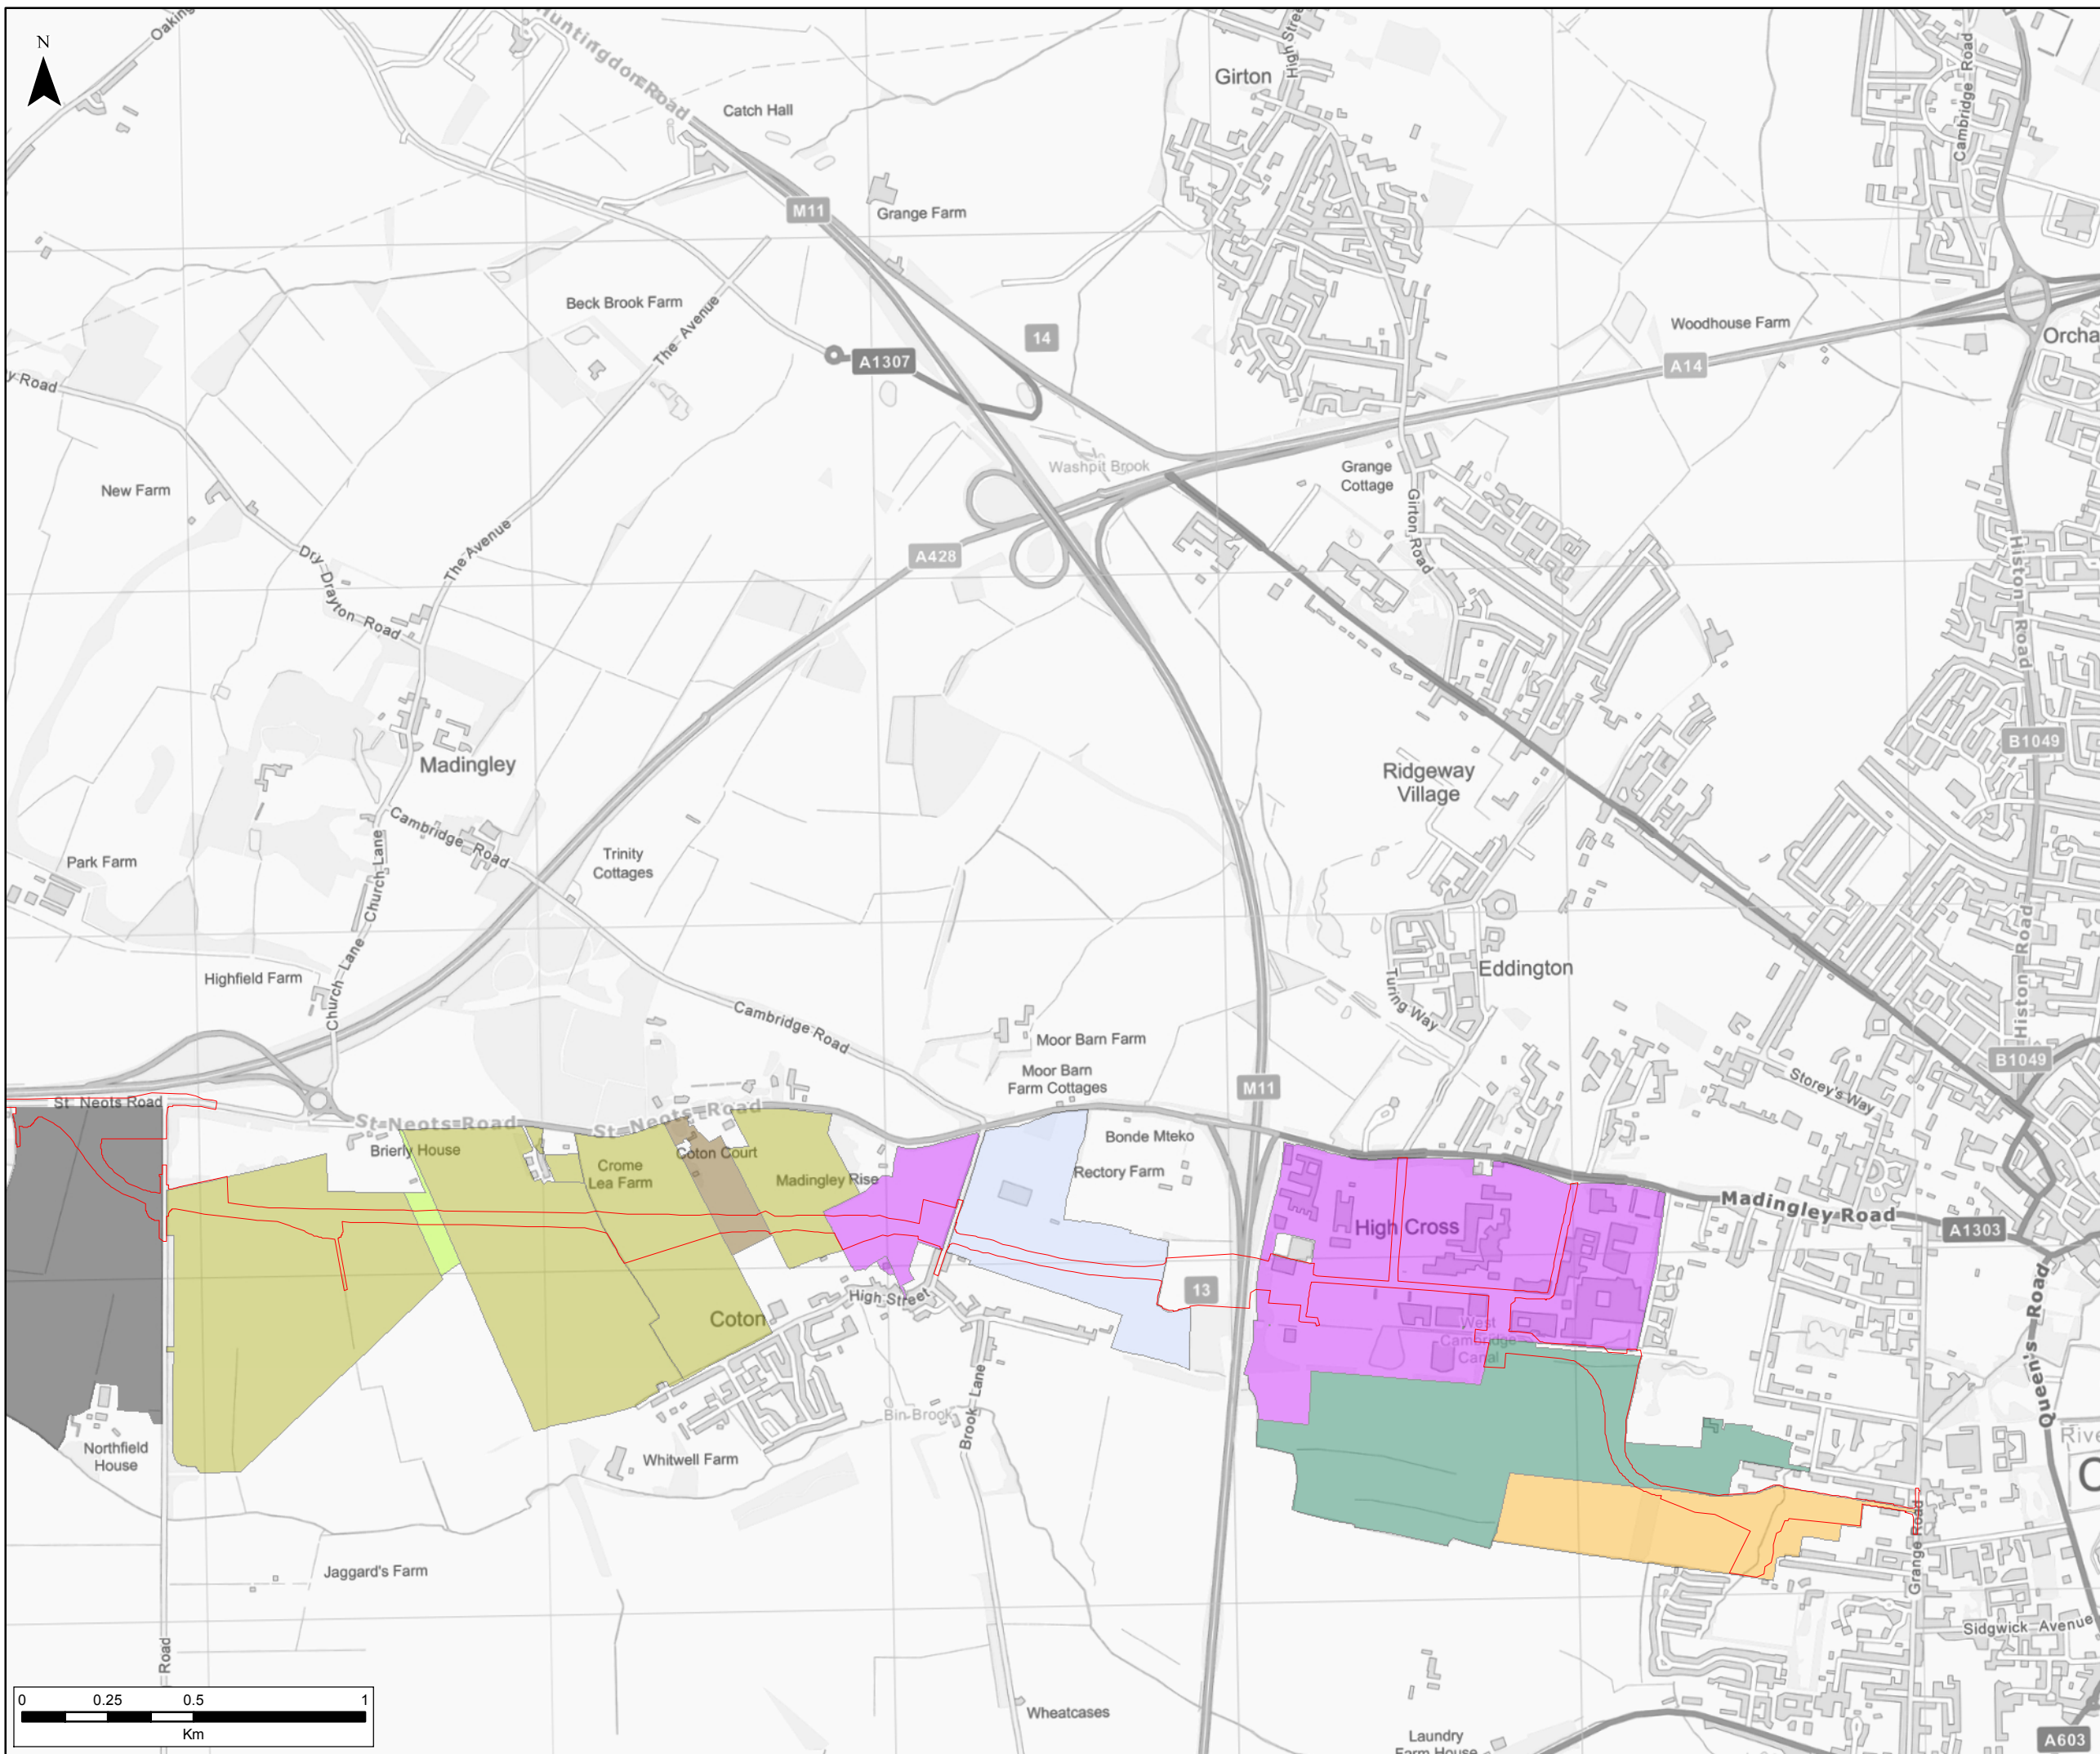 N
Huntingdon Road
High Street
Girton
Cambridge Road
Catch Hall
M11
Grange Farm
Beck Brook Farm
The Avenue
14
Woodhouse Farm
A1307
A14
y Road
Washpit Brook
Grange
Cottage
New Farm
Girton Road
The Avenue
A428
Dry Drayton Road
Histon Road
B1049
Madingley
Ridgeway
Village
Cambridge Road
Trinity
Cottages
Park Farm
Church Lane
Highfield Farm
Church Lane
Eddington
Turing Way
Histon Road
Cambridge Road
Moor Barn Farm
Moor Barn
Farm Cottages
M11
B1049
Storey's Way
St Neots Road
St Neots Road
St Neots Road
Brierly House
Coton Court
Crome
Lea Farm
Madingley Rise
Bonde Mteko
Rectory Farm
High Cross
Madingley Road
A1303
13
High Street
Coton
West
Cambridge
Canal
Queen's Road
Brook Lane
Bin Brook
Northfield
House
Whitwell Farm
Jaggard's Farm
Grange Road
Sidgwick Avenue
Road
Wheatcases
Laundry
Farm House
A603
0 0.25 0.5 1
Km